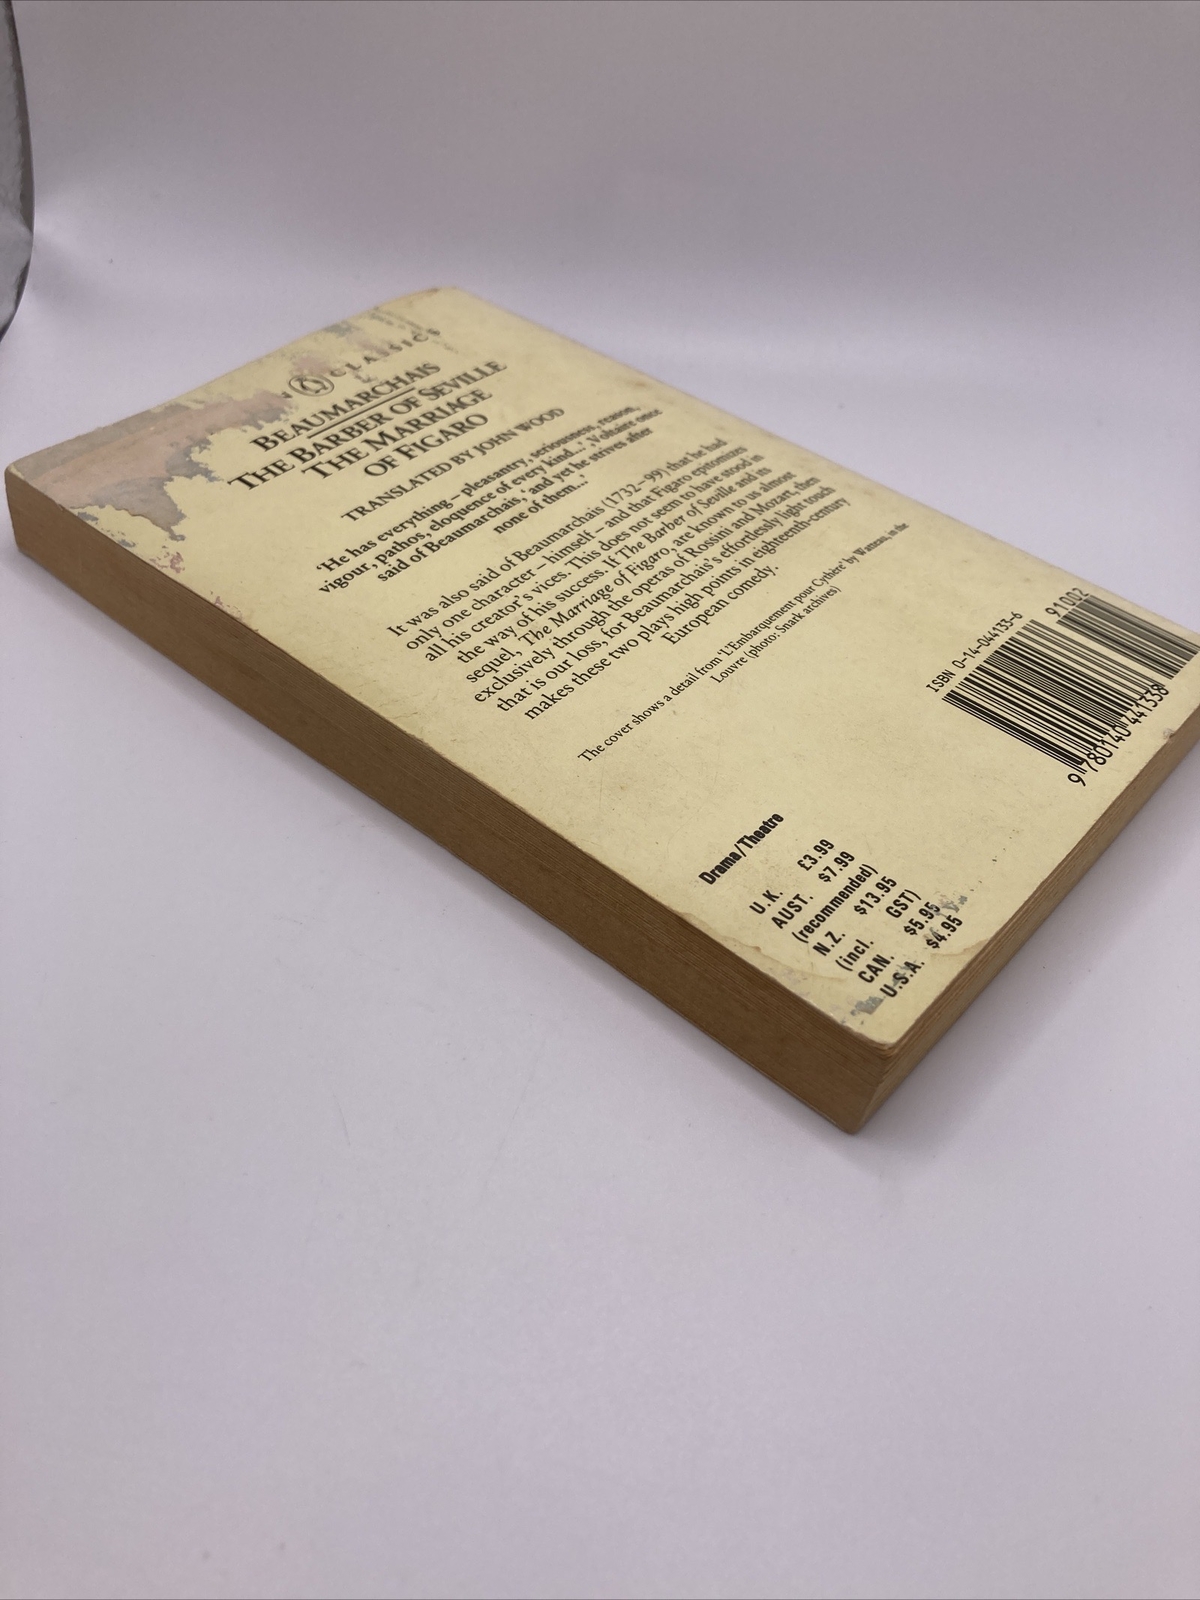 CLASSICS
BEAUMARCHAIS
THE BARBER OF SEVILLE
THE MARRIAGE
OF FIGARO
TRANSLATED BY JOHN WOOD
'He has everything – pleasantry, seriousness, reason,
vigour, pathos, eloquence of every kind...', Voltaire once
said of Beaumarchais, 'and yet he strives after
none of them...'
It was also said of Beaumarchais (1732–99) that he had
only one character – himself – and that Figaro epitomizes
all his creator's vices. This does not seem to have stood in
the way of his success. If The Barber of Seville and its
sequel, The Marriage of Figaro, are known to us almost
exclusively through the operas of Rossini and Mozart, then
that is our loss, for Beaumarchais's effortlessly light touch
makes these two plays high points in eighteenth-century
European comedy.
The cover shows a detail from 'L'Embarquement pour Cythère' by Watteau, in the
Louvre (photo: Snark archives)
ISBN 0-14-044133-6
91002
9 780140 441338
Drama/Theatre
U.K. £3.99
AUST. $7.99
(recommended)
N.Z. $13.95
(incl. GST)
CAN. $5.95
U.S.A. $4.95